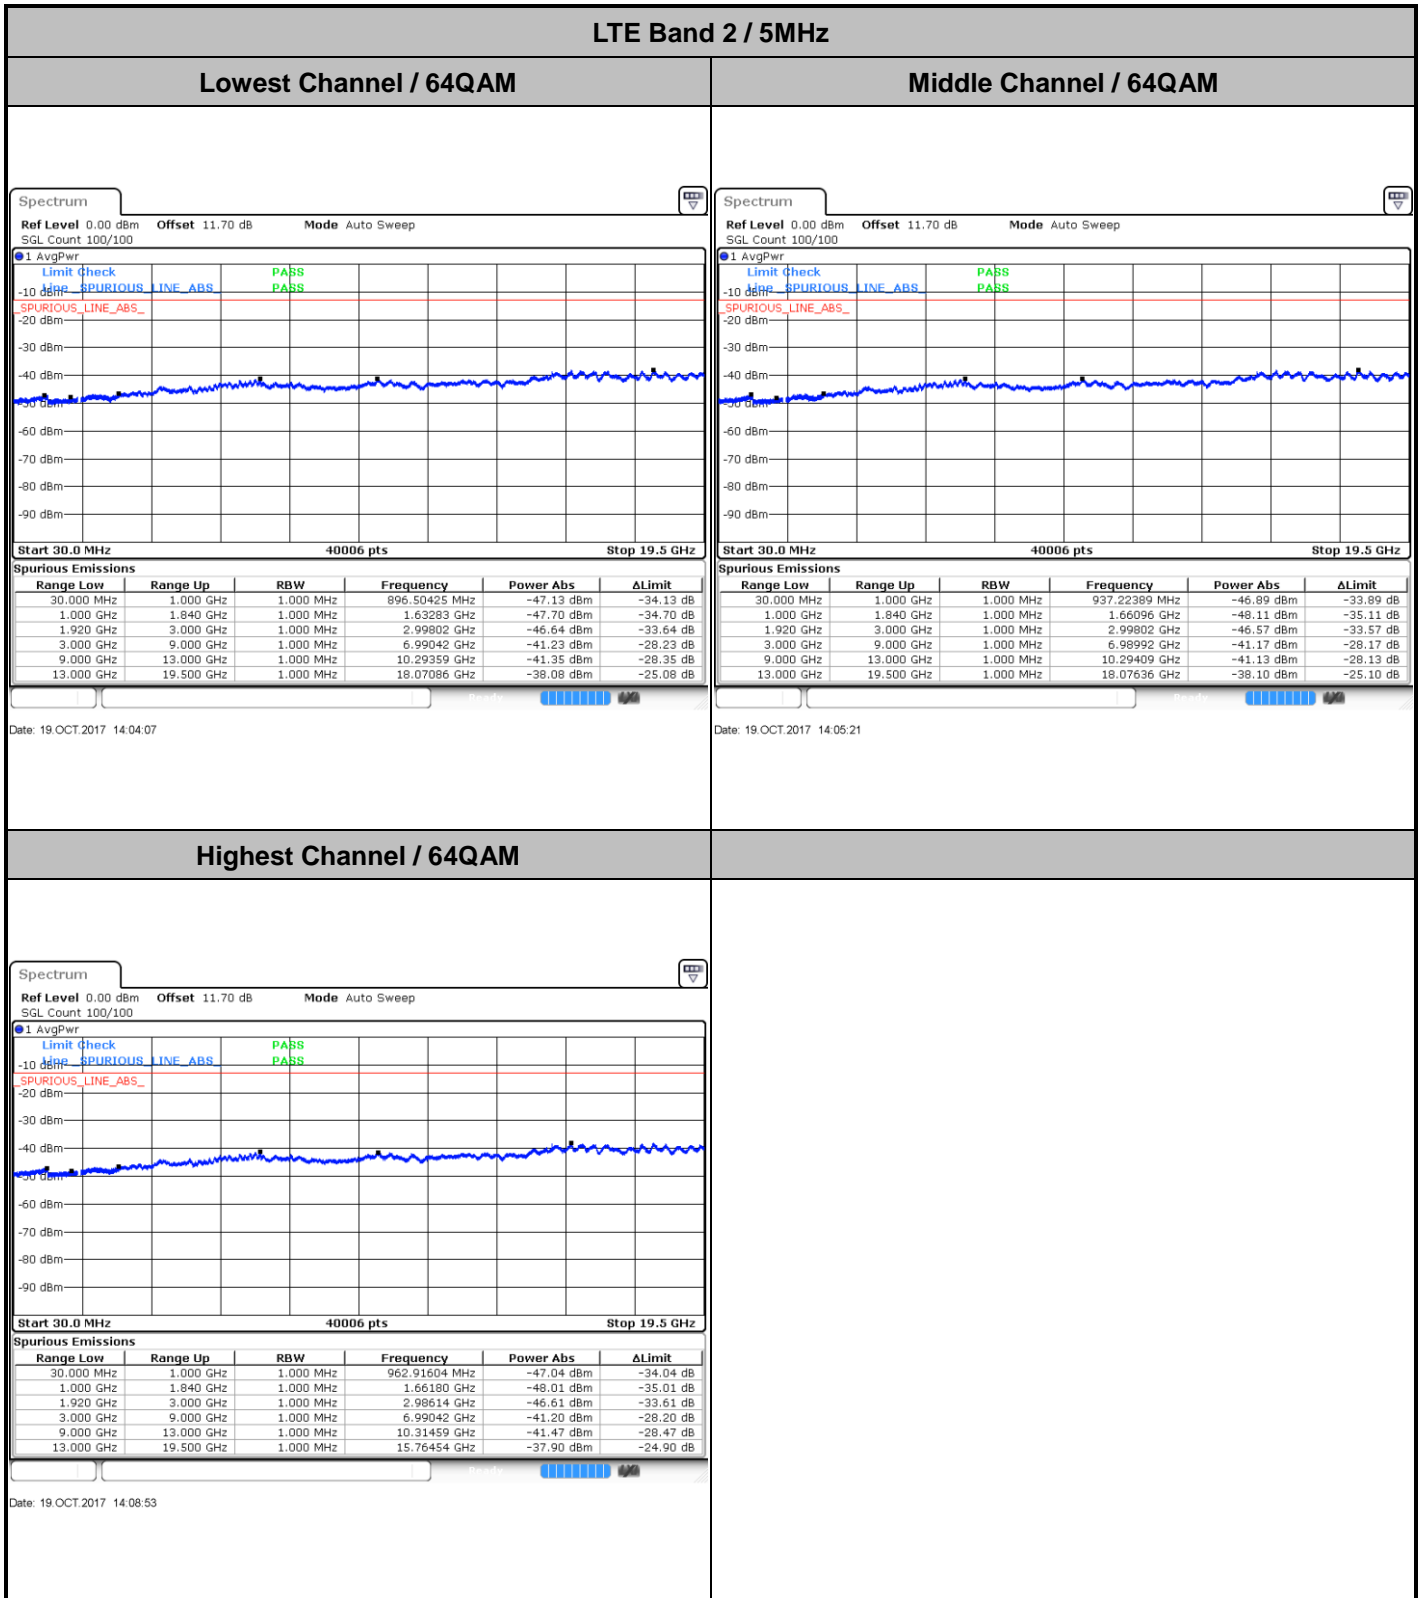 LTE Band 2 / 5MHz
Lowest Channel / 64QAM
Middle Channel / 64QAM
Spectrum
Ref Level 0.00 dBm Offset 11.70 dB Mode Auto Sweep
SGL Count 100/100
1 AvgPwr
Limit Check PASS
Line _SPURIOUS_LINE_ABS_ PASS
-10 dBm
_SPURIOUS_LINE_ABS_
-20 dBm
-30 dBm
-40 dBm
-50 dBm
-60 dBm
-70 dBm
-80 dBm
-90 dBm
Start 30.0 MHz 40006 pts Stop 19.5 GHz
Spurious Emissions
Range Low Range Up RBW Frequency Power Abs ΔLimit
30.000 MHz 1.000 GHz 1.000 MHz 896.50425 MHz -47.13 dBm -34.13 dB
1.000 GHz 1.840 GHz 1.000 MHz 1.63283 GHz -47.70 dBm -34.70 dB
1.920 GHz 3.000 GHz 1.000 MHz 2.99802 GHz -46.64 dBm -33.64 dB
3.000 GHz 9.000 GHz 1.000 MHz 6.99042 GHz -41.23 dBm -28.23 dB
9.000 GHz 13.000 GHz 1.000 MHz 10.29359 GHz -41.35 dBm -28.35 dB
13.000 GHz 19.500 GHz 1.000 MHz 18.07086 GHz -38.08 dBm -25.08 dB
Date: 19.OCT.2017 14:04:07
Spectrum
Ref Level 0.00 dBm Offset 11.70 dB Mode Auto Sweep
SGL Count 100/100
1 AvgPwr
Limit Check PASS
Line _SPURIOUS_LINE_ABS_ PASS
-10 dBm
_SPURIOUS_LINE_ABS_
-20 dBm
-30 dBm
-40 dBm
-50 dBm
-60 dBm
-70 dBm
-80 dBm
-90 dBm
Start 30.0 MHz 40006 pts Stop 19.5 GHz
Spurious Emissions
Range Low Range Up RBW Frequency Power Abs ΔLimit
30.000 MHz 1.000 GHz 1.000 MHz 937.22389 MHz -46.89 dBm -33.89 dB
1.000 GHz 1.840 GHz 1.000 MHz 1.66096 GHz -48.11 dBm -35.11 dB
1.920 GHz 3.000 GHz 1.000 MHz 2.99802 GHz -46.57 dBm -33.57 dB
3.000 GHz 9.000 GHz 1.000 MHz 6.98992 GHz -41.17 dBm -28.17 dB
9.000 GHz 13.000 GHz 1.000 MHz 10.29409 GHz -41.13 dBm -28.13 dB
13.000 GHz 19.500 GHz 1.000 MHz 18.07636 GHz -38.10 dBm -25.10 dB
Date: 19.OCT.2017 14:05:21
Highest Channel / 64QAM
Spectrum
Ref Level 0.00 dBm Offset 11.70 dB Mode Auto Sweep
SGL Count 100/100
1 AvgPwr
Limit Check PASS
Line _SPURIOUS_LINE_ABS_ PASS
-10 dBm
_SPURIOUS_LINE_ABS_
-20 dBm
-30 dBm
-40 dBm
-50 dBm
-60 dBm
-70 dBm
-80 dBm
-90 dBm
Start 30.0 MHz 40006 pts Stop 19.5 GHz
Spurious Emissions
Range Low Range Up RBW Frequency Power Abs ΔLimit
30.000 MHz 1.000 GHz 1.000 MHz 962.91604 MHz -47.04 dBm -34.04 dB
1.000 GHz 1.840 GHz 1.000 MHz 1.66180 GHz -48.01 dBm -35.01 dB
1.920 GHz 3.000 GHz 1.000 MHz 2.98614 GHz -46.61 dBm -33.61 dB
3.000 GHz 9.000 GHz 1.000 MHz 6.99042 GHz -41.20 dBm -28.20 dB
9.000 GHz 13.000 GHz 1.000 MHz 10.31459 GHz -41.47 dBm -28.47 dB
13.000 GHz 19.500 GHz 1.000 MHz 15.76454 GHz -37.90 dBm -24.90 dB
Date: 19.OCT.2017 14:08:53